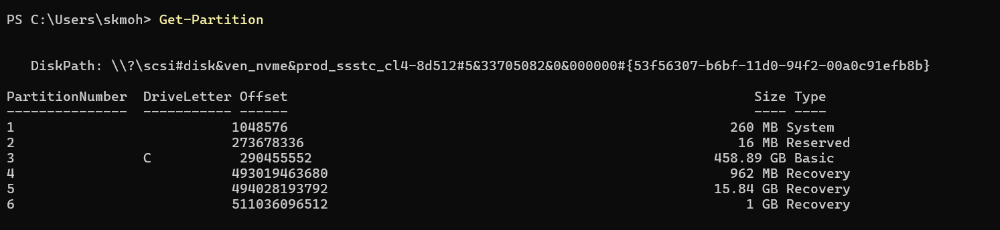 PS C:\Users\skmoh> Get-Partition
DiskPath: \\?\scsi#disk&ven_nvme&prod_ssstc_cl4-8d512#5&33705082&0&000000#{53f56307-b6bf-11d0-94f2-00a0c91efb8b}
PartitionNumber  DriveLetter Offset                                                          Size Type
---------------  ----------- ------                                                          ---- ----
1                           1048576                                                       260 MB System
2                           273678336                                                      16 MB Reserved
3                C           290455552                                                  458.89 GB Basic
4                           493019463680                                                  962 MB Recovery
5                           494028193792                                                15.84 GB Recovery
6                           511036096512                                                    1 GB Recovery